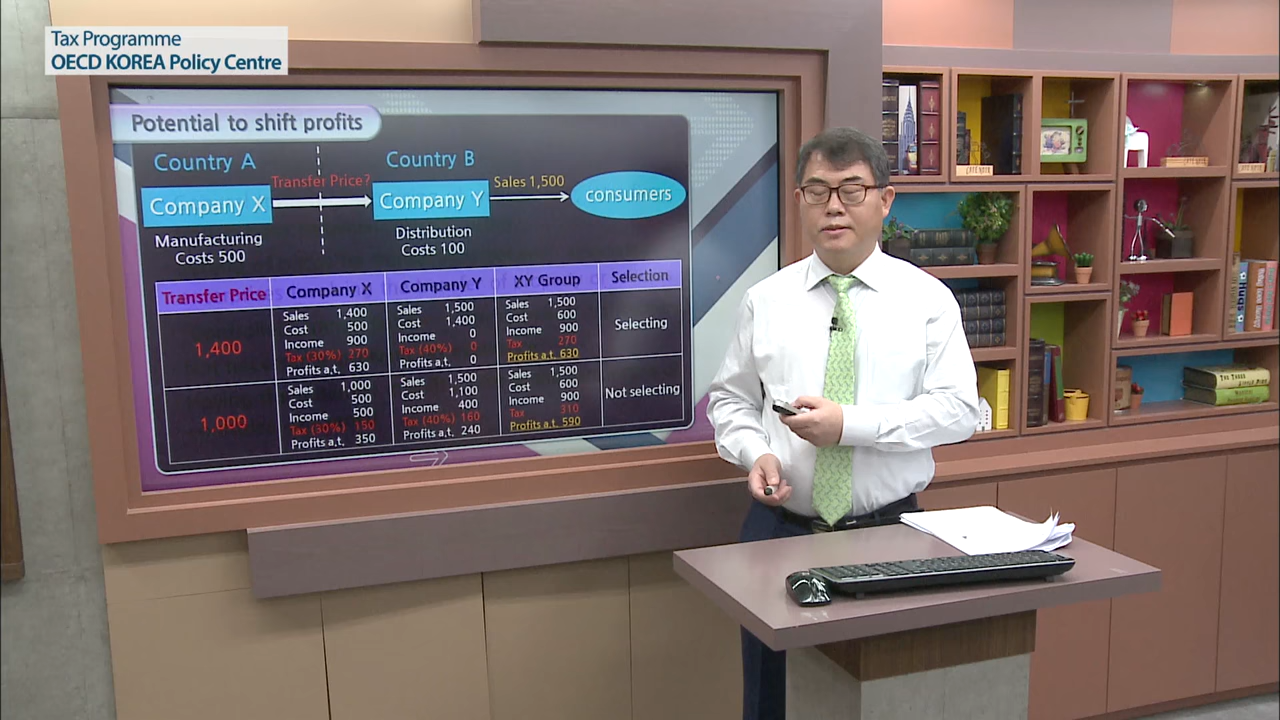 Tax Programme
OECD KOREA Policy Centre
Potential to shift profits
Country A
Country B
Transfer Price?
Sales 1,500
Company X
Company Y
consumers
Manufacturing
Costs 500
Distribution
Costs 100
Transfer Price
Company X
Company Y
XY Group
Selection
1,400
Sales 1,400
Cost 500
Income 900
Tax (30%) 270
Profits a,t. 630
Sales 1,500
Cost 1,400
Income 0
Tax (40%) 0
Profits a,t. 0
Sales 1,500
Cost 600
Income 900
Tax 270
Profits a,t. 630
Selecting
1,000
Sales 1,000
Cost 500
Income 500
Tax (30%) 150
Profits a,t. 350
Sales 1,500
Cost 1,100
Income 400
Tax (40%) 160
Profits a,t. 240
Sales 1,500
Cost 600
Income 900
Tax 310
Profits a,t. 590
Not selecting